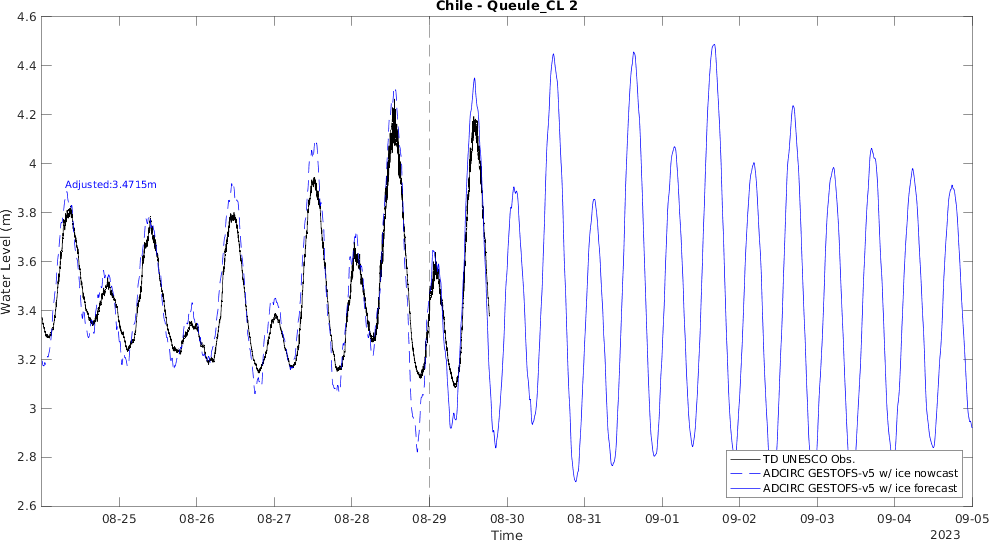 Chile - Queule_CL 2
4.6
4.4
4.2
4
3.8
3.6
3.4
3.2
3
2.8
2.6
Water Level (m)
Adjusted:3.4715m
TD UNESCO Obs.
ADCIRC GESTOFS-v5 w/ ice nowcast
ADCIRC GESTOFS-v5 w/ ice forecast
08-25 08-26 08-27 08-28 08-29 08-30 08-31 09-01 09-02 09-03 09-04 09-05
Time
2023